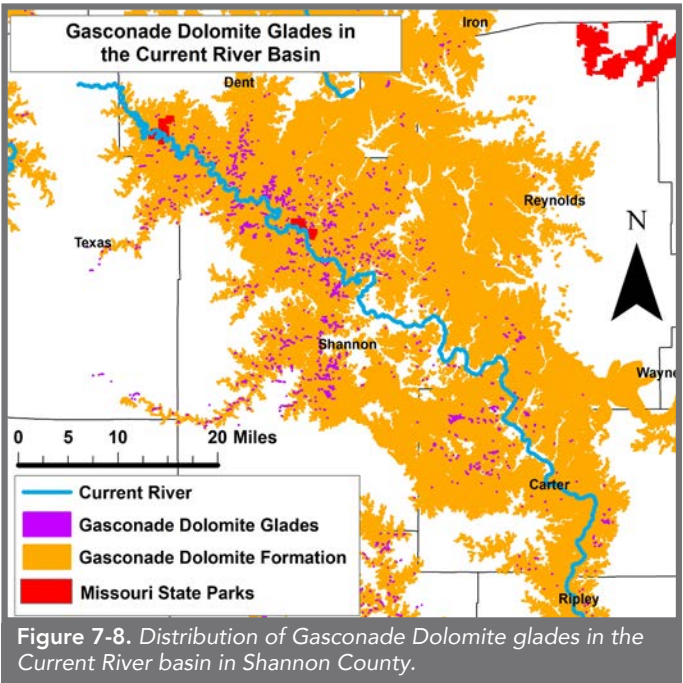 Gasconade Dolomite Glades in
the Current River Basin
Iron
Dent
Reynolds
N
Texas
Shannon
Wayne
0 5 10 20 Miles
Current River
Gasconade Dolomite Glades
Gasconade Dolomite Formation
Missouri State Parks
Carter
Ripley
Figure 7-8. Distribution of Gasconade Dolomite glades in the
Current River basin in Shannon County.